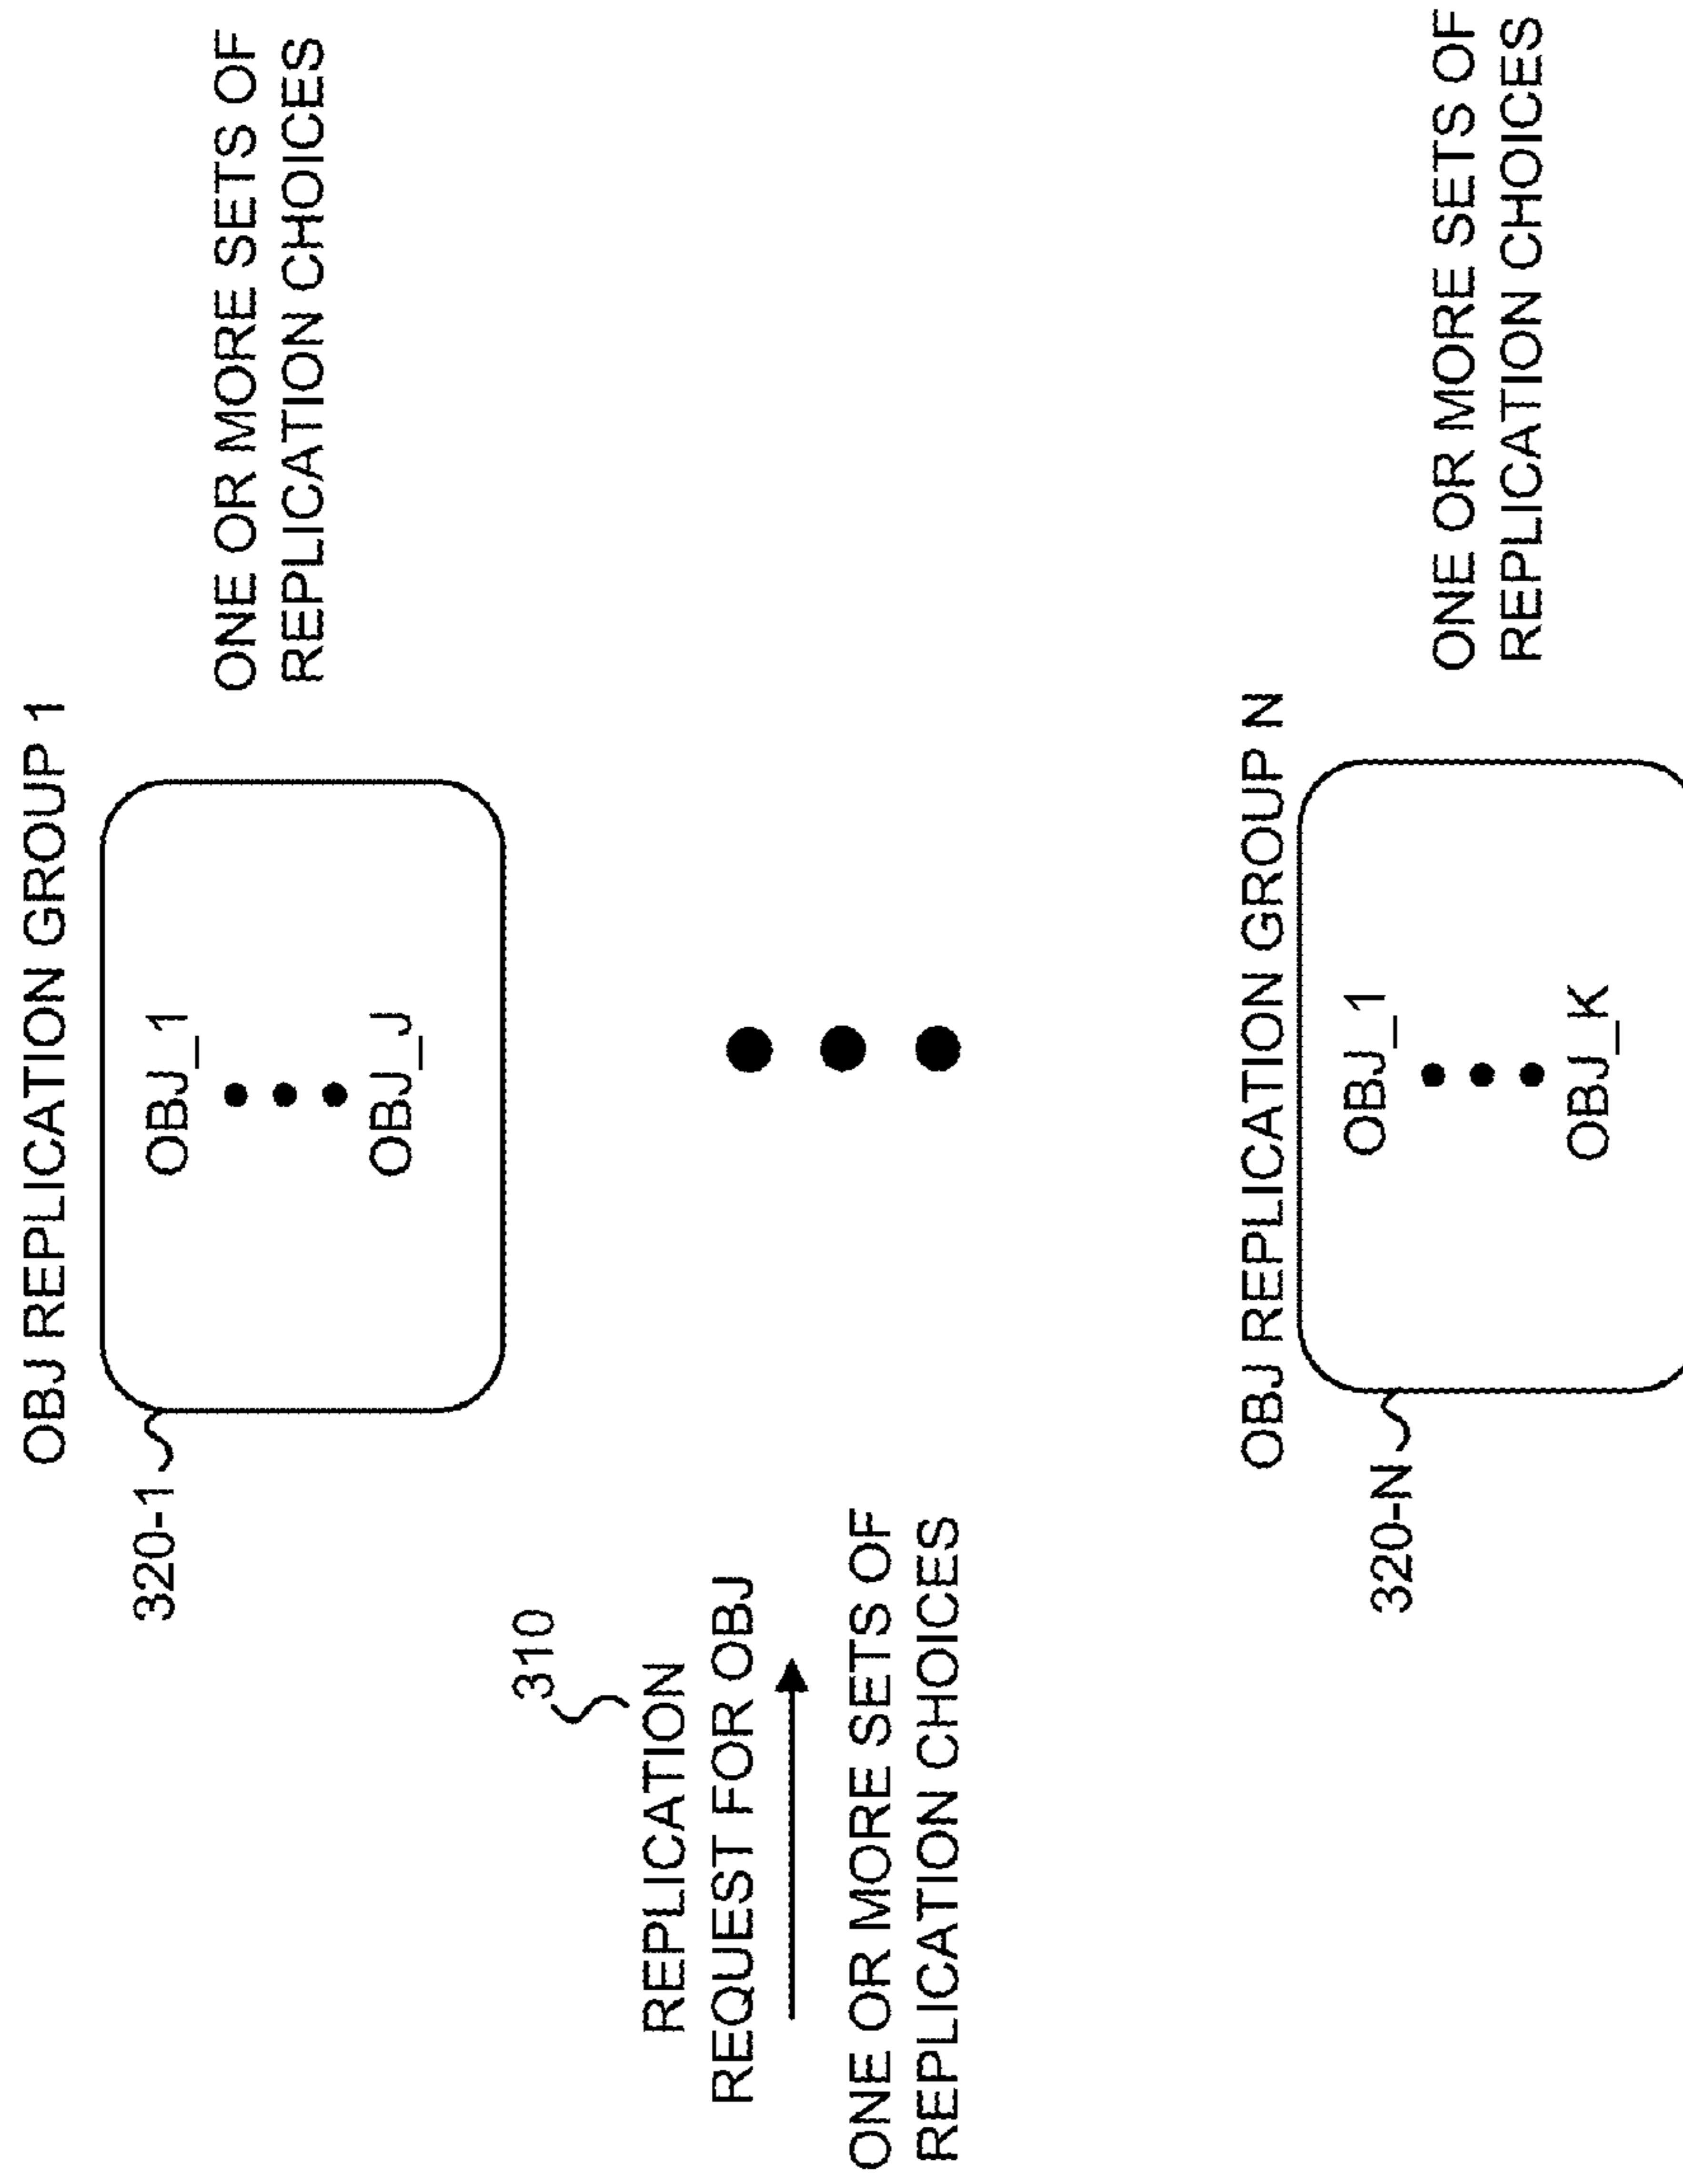 OBJ REPLICATION GROUP 1
320-1
OBJ_1
OBJ_J
ONE OR MORE SETS OF
REPLICATION CHOICES
310
REPLICATION
REQUEST FOR OBJ
ONE OR MORE SETS OF
REPLICATION CHOICES
OBJ REPLICATION GROUP N
320-N
OBJ_1
OBJ_K
ONE OR MORE SETS OF
REPLICATION CHOICES